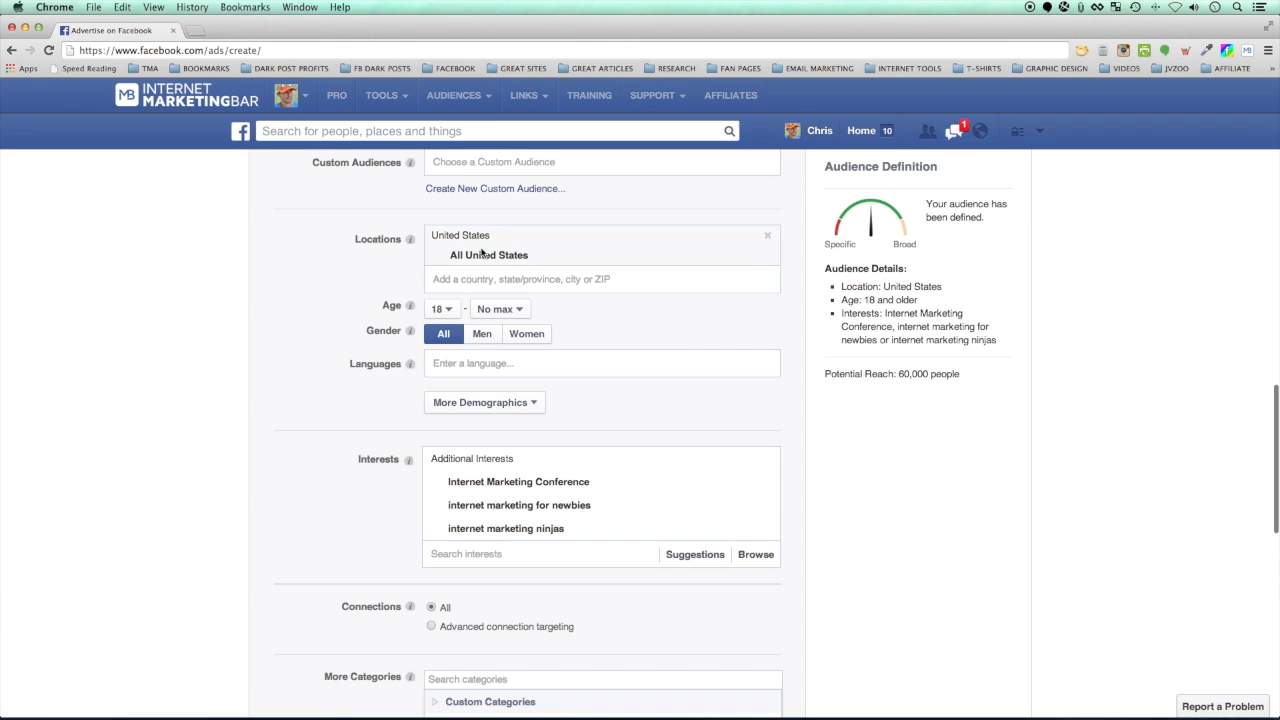 Chrome File Edit View History Bookmarks Window Help
Advertise on Facebook
https://www.facebook.com/ads/create/
Apps Speed Reading TMA BOOKMARKS DARK POST PROFITS FB DARK POSTS FACEBOOK GREAT SITES GREAT ARTICLES RESEARCH FAN PAGES EMAIL MARKETING INTERNET TOOLS T-SHIRTS GRAPHIC DESIGN VIDEOS JVZOO AFFILIATE
MB INTERNET MARKETINGBAR PRO TOOLS AUDIENCES LINKS TRAINING SUPPORT AFFILIATES
Search for people, places and things Chris Home 10 1
Custom Audiences Choose a Custom Audience
Create New Custom Audience...
Locations United States
All United States
Add a country, state/province, city or ZIP
Age 18 - No max
Gender All Men Women
Languages Enter a language...
More Demographics
Interests Additional Interests
Internet Marketing Conference
internet marketing for newbies
internet marketing ninjas
Search interests Suggestions Browse
Connections All
Advanced connection targeting
More Categories Search categories
Custom Categories
Audience Definition
Your audience has
been defined.
Specific Broad
Audience Details:
Location: United States
Age: 18 and older
Interests: Internet Marketing
Conference, internet marketing for
newbies or internet marketing ninjas
Potential Reach: 60,000 people
Report a Problem